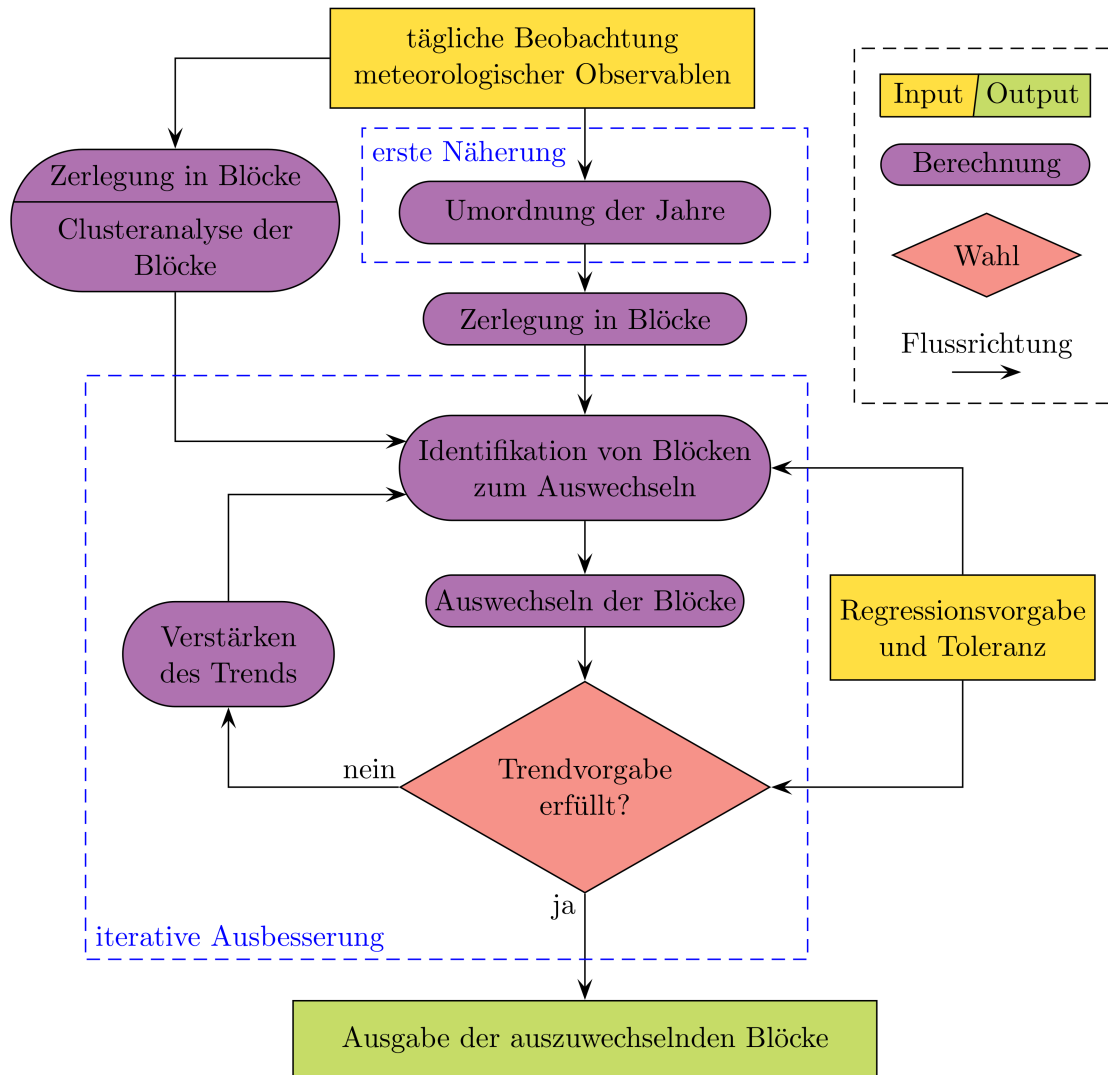 tägliche Beobachtung
meteorologischer Observablen
Input Output
Berechnung
Wahl
Flussrichtung
erste Näherung
Umordnung der Jahre
Zerlegung in Blöcke
Clusteranalyse der
Blöcke
Zerlegung in Blöcke
Identifikation von Blöcken
zum Auswechseln
Auswechseln der Blöcke
Verstärken
des Trends
Regressionsvorgabe
und Toleranz
nein
Trendvorgabe
erfüllt?
ja
iterative Ausbesserung
Ausgabe der auszuwechselnden Blöcke